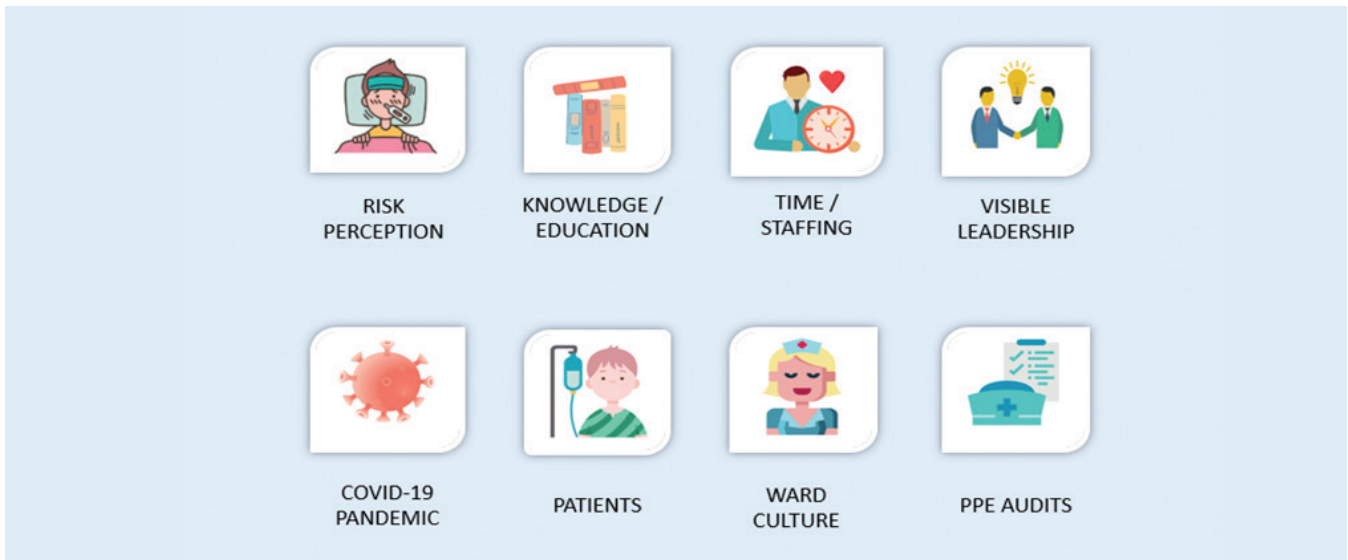 RISK
PERCEPTION
KNOWLEDGE /
EDUCATION
TIME /
STAFFING
VISIBLE
LEADERSHIP
COVID-19
PANDEMIC
PATIENTS
WARD
CULTURE
PPE AUDITS